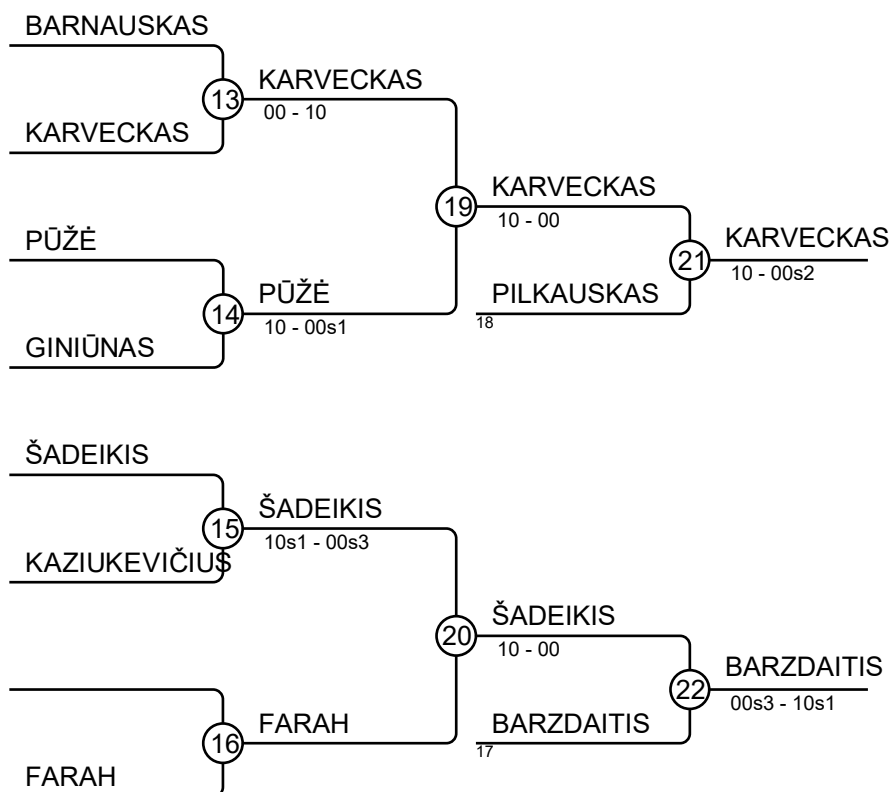 BARNAUSKAS
13
KARVECKAS
00 - 10
KARVECKAS
19
KARVECKAS
10 - 00
PŪŽĖ
21
KARVECKAS
10 - 00s2
14
PŪŽĖ
10 - 00s1
PILKAUSKAS
18
GINIŪNAS
ŠADEIKIS
15
ŠADEIKIS
10s1 - 00s3
KAZIUKEVIČIUS
20
ŠADEIKIS
10 - 00
22
BARZDAITIS
00s3 - 10s1
16
FARAH
BARZDAITIS
17
FARAH